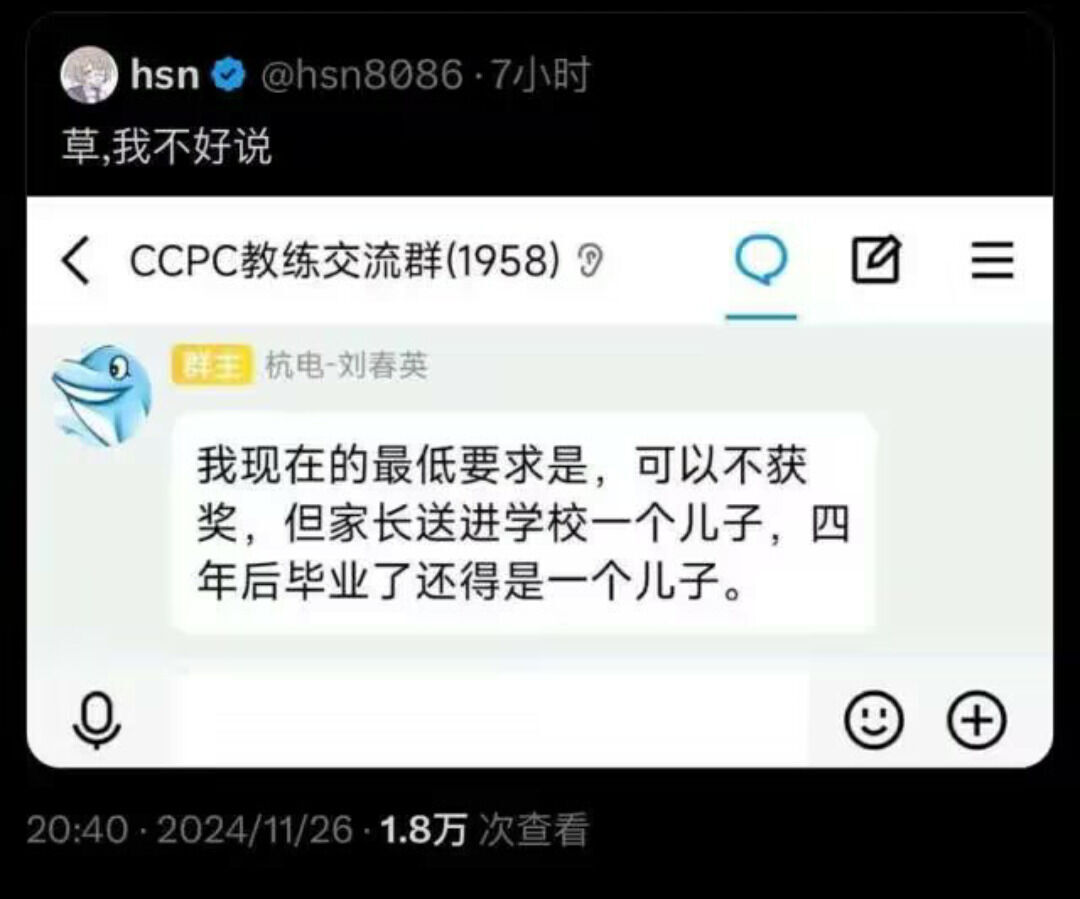 hsn @hsn8086 · 7小时
草,我不好说
CCPC教练交流群(1958)
群主 杭电-刘春英
我现在的最低要求是，可以不获
奖，但家长送进学校一个儿子，四
年后毕业了还得是一个儿子。
20:40 · 2024/11/26 · 1.8万 次查看